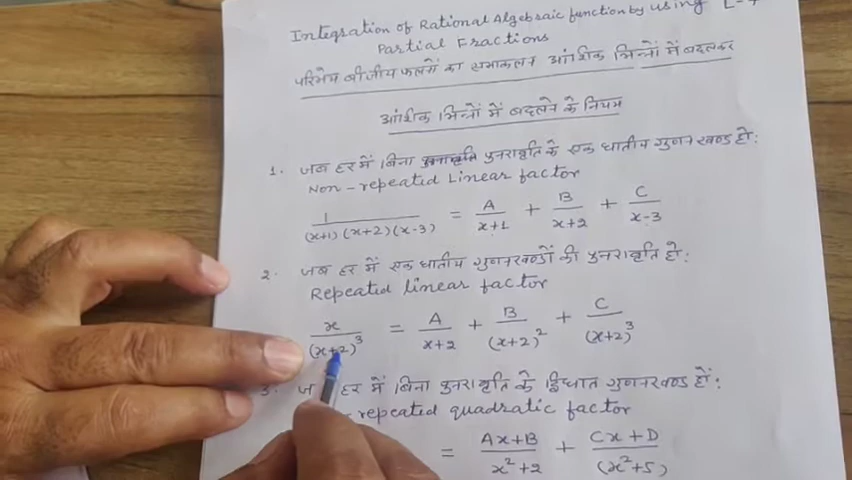 Integration of Rational Algebraic function by using L-
Partial Fractions
परिमेय बीजीय फलनों का समाकलन आंशिक भिन्नों में बदलकर
आंशिक भिन्नों में बदलने के नियम
1. जब हर में बिना पुनरावृत्ति के एक घातीय गुणनखण्ड हो:
Non-repeated Linear factor
1/((x+1)(x+2)(x-3)) = A/(x+1) + B/(x+2) + C/(x-3)
2. जब हर में एक घातीय गुणनखण्डों की पुनरावृत्ति हो:
Repeated linear factor
x/(x+2)^3 = A/(x+2) + B/(x+2)^2 + C/(x+2)^3
3. ज हर में बिना पुनरावृत्ति के द्विघात गुणनखण्ड हों:
-repeated quadratic factor
= (Ax+B)/(x^2+2) + (Cx+D)/(x^2+5)